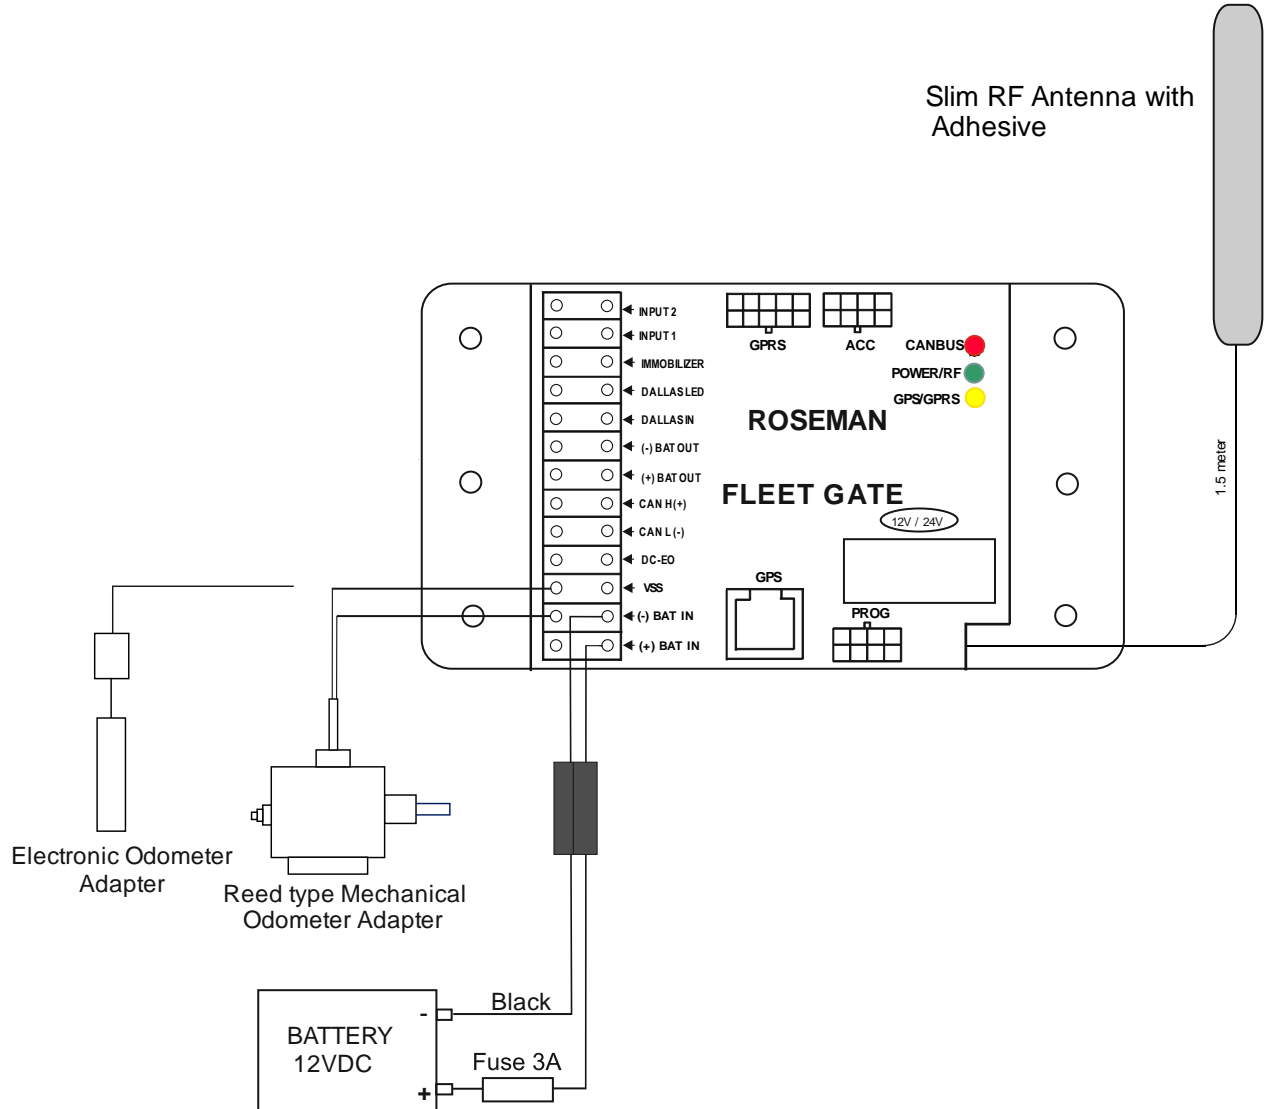 Slim RF Antenna with
Adhesive
INPUT 2
INPUT 1
IMMOBILIZER
DALLAS LED
DALLAS IN
(-) BAT OUT
(+) BAT OUT
CAN H (+)
CAN L (-)
DC-EO
VSS
(-) BAT IN
(+) BAT IN
GPRS
ACC
CANBUS
POWER/RF
GPS/GPRS
ROSEMAN
FLEET GATE
12V / 24V
GPS
PROG
1.5 meter
Electronic Odometer
Adapter
Reed type Mechanical
Odometer Adapter
BATTERY
12VDC
-
+
Black
Fuse 3A